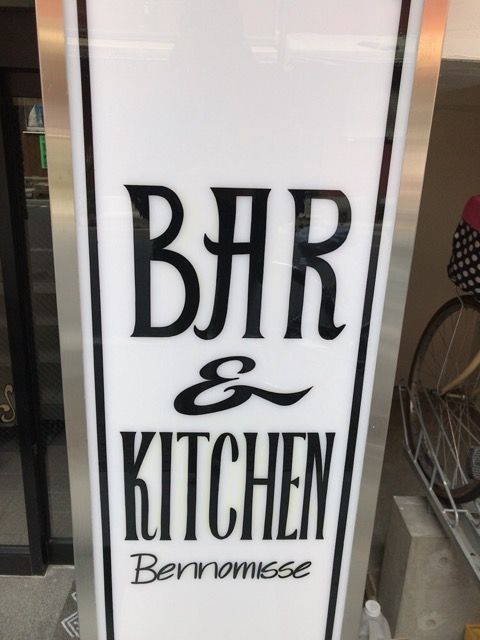 BAR
&
KITCHEN
Bennomisse